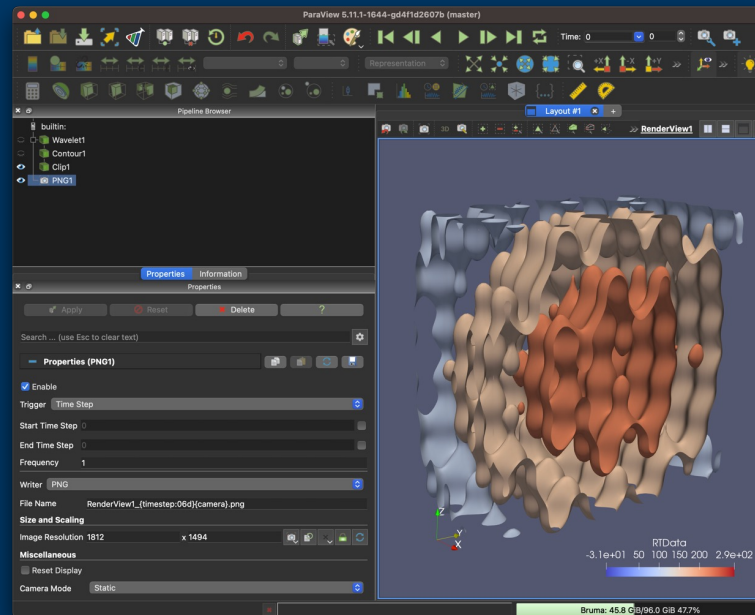 ParaView 5.11.1-1644-gd4f1d2607b (master)
Time: 0 0
Representation
Pipeline Browser
builtin:
Wavelet1
Contour1
Clip1
PNG1
Properties Information
Properties
Apply Reset Delete ?
Search ... (use Esc to clear text)
Properties (PNG1)
Enable
Trigger Time Step
Start Time Step 0
End Time Step 0
Frequency 1
Writer PNG
File Name RenderView1_{timestep:06d}{camera}.png
Size and Scaling
Image Resolution 1812 x 1494
Miscellaneous
Reset Display
Camera Mode Static
Layout #1 +
3D RenderView1
Z
Y
X
RTData
-3.1e+01 50 100 150 200 2.9e+02
Bruma: 45.8 GiB/96.0 GiB 47.7%